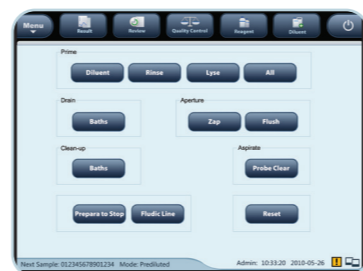 Menu Result Review Quality Control Reagent Diluent
Prime
Diluent Rinse Lyse All
Drain Aperture
Baths Zap Flush
Clean-up Aspirate
Baths Probe Clear
Prepara to Stop Fludic Line Reset
Next Sample: 012345678901234 Mode: Prediluted Admin: 10:33:20 2010-05-26